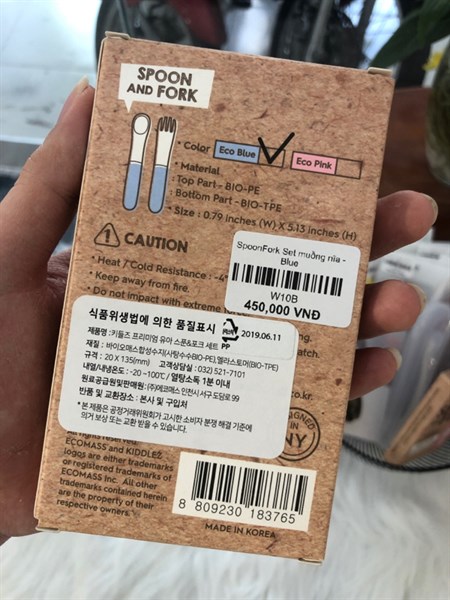 SPOON
AND FORK
• Color Eco Blue Eco Pink
• Material
: Top Part - BIO-PE
: Bottom Part - BIO-TPE
• Size : 0.79 inches (W) X 5.13 inches (H)
CAUTION
• Heat / Cold Resistance : -4°
• Keep away from fire.
• Do not impact with extreme
SpoonFork Set muỗng nĩa -
Blue
W10B
450,000 VNĐ
식품위생법에 의한 품질표시
PP
2019.06.11
제품명 : 키들즈 프리미엄 유아 스푼&포크 세트
재질 : 바이오매스합성수지(사탕수수BIO-PE),엘라스토머(BIO-TPE)
규격 : 20 X 135(mm) 고객상담실 : 032) 521-7101
내열/내냉온도 : -20~100℃ / 열탕소독 1분 이내
원료공급원및판매원 : (주)에코매스 인천시 서구 도담로 99
반품 및 교환장소 : 본사 및 구입처
* 본 제품은 공정거래위원회가 고시한 소비자 분쟁 해결 기준에
의거 보상 또는 교환 받을 수 있습니다.
co.kr
NY
all rights reserved.
ECOMASS and KIDDLEZ
logos are either trademarks
or registered trademarks of
ECOMASS Inc. All other
trademarks contained herein
are the property of their
respective owners.
8 809230 183765
MADE IN KOREA